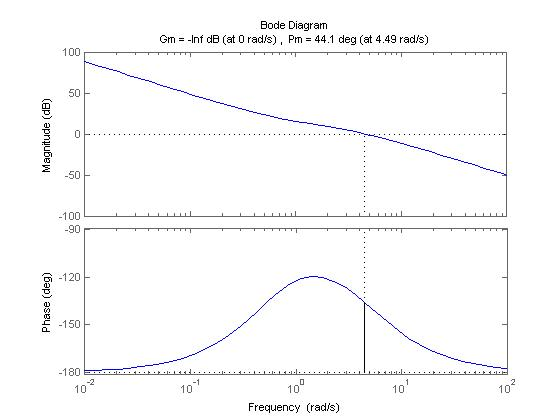 Bode Diagram
Gm = -Inf dB (at 0 rad/s) , Pm = 44.1 deg (at 4.49 rad/s)
100
50
0
-50
-100
Magnitude (dB)
-90
-120
-150
-180
Phase (deg)
10^-2
10^-1
10^0
10^1
10^2
Frequency (rad/s)